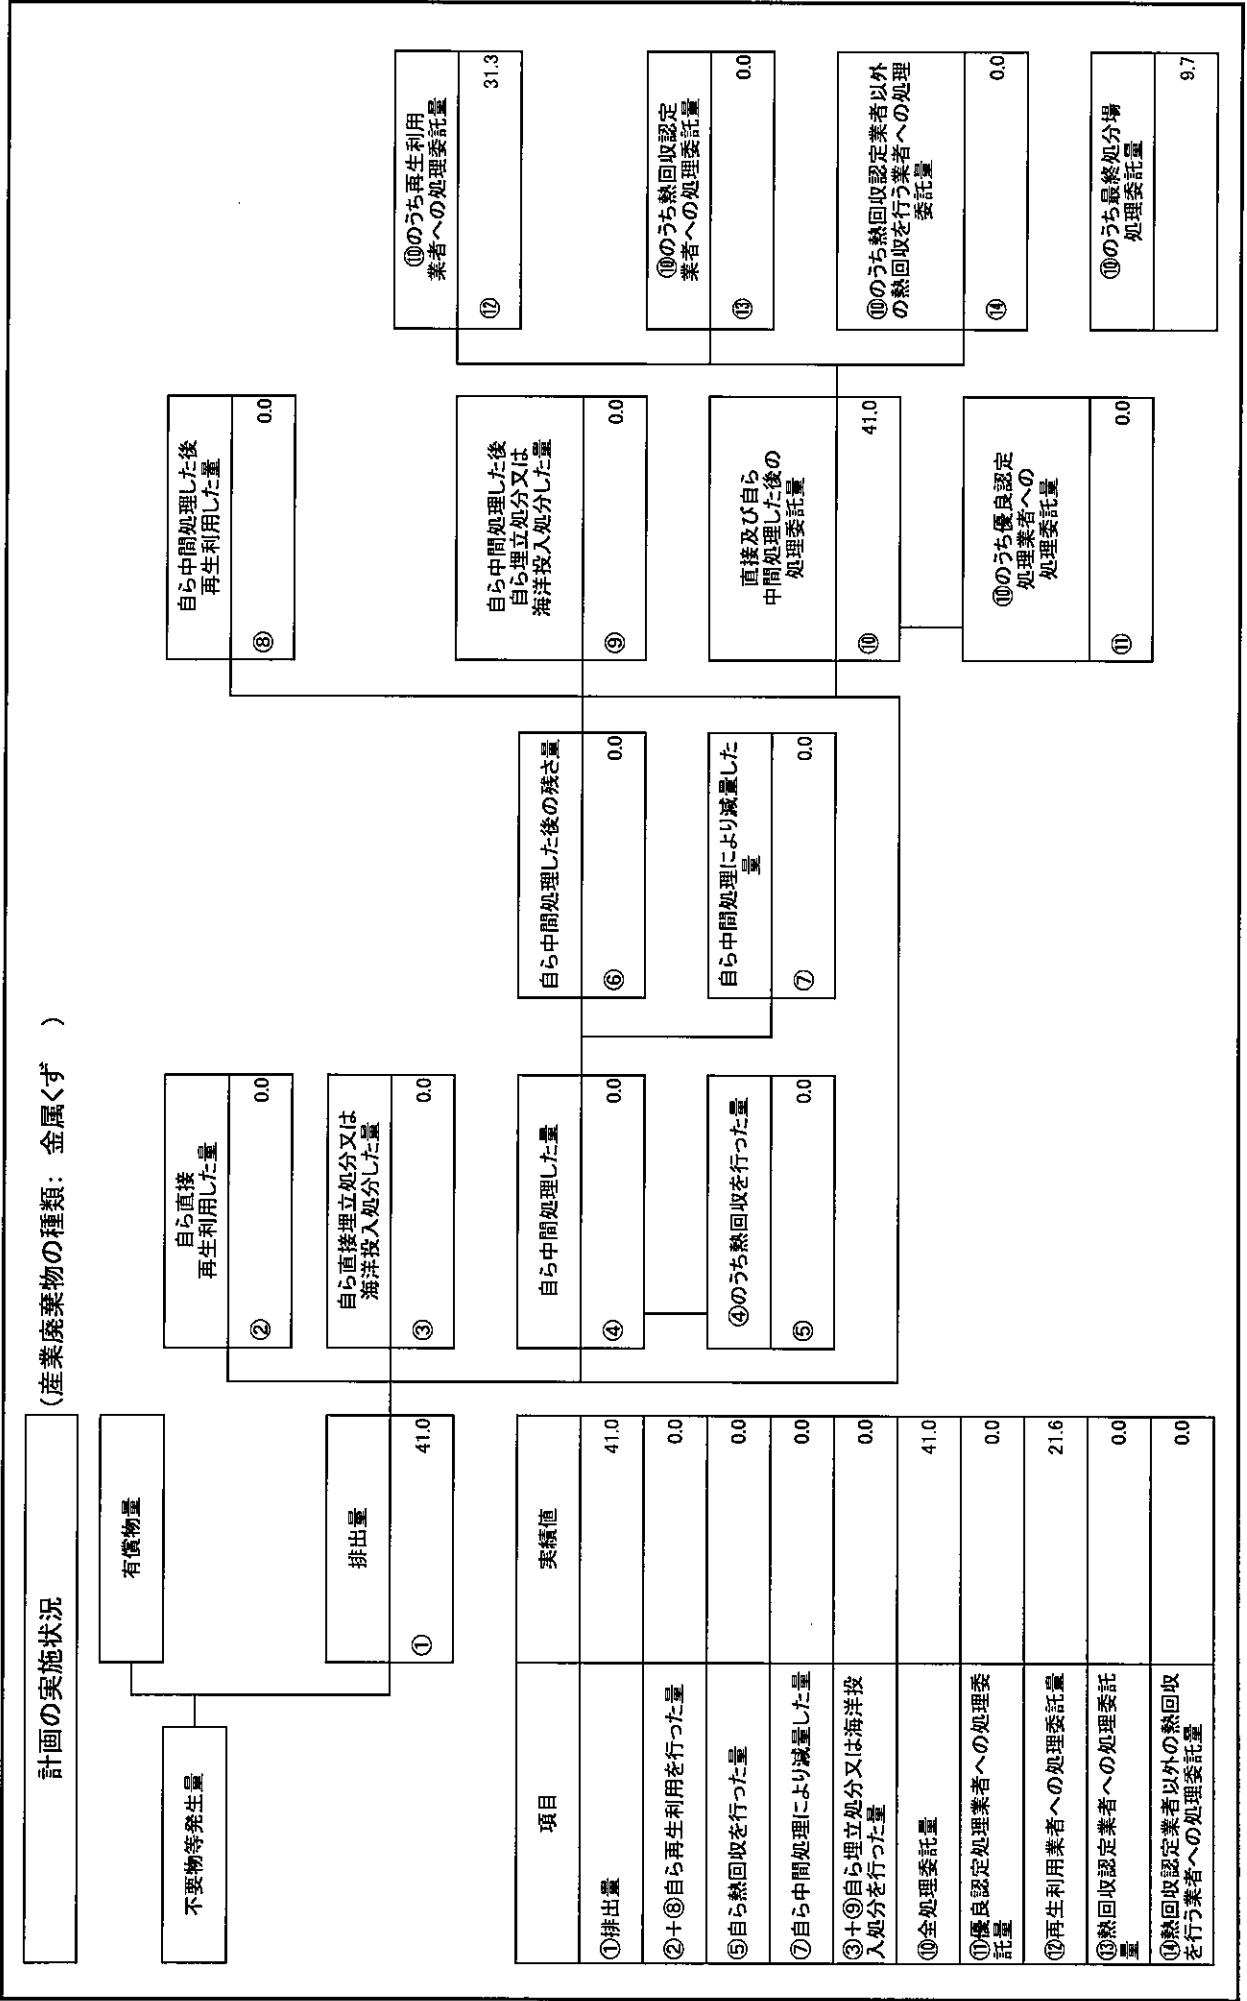 計画の実施状況
(産業廃棄物の種類: 金属くず )
不要物等発生量
有償物量
排出量
① 41.0
自ら直接
再生利用した量
② 0.0
自ら直接埋立処分又は
海洋投入処分した量
③ 0.0
自ら中間処理した量
④ 0.0
④のうち熱回収を行った量
⑤ 0.0
自ら中間処理した後の残さ量
⑥ 0.0
自ら中間処理により減量した
量
⑦ 0.0
自ら中間処理した後
再生利用した量
⑧ 0.0
自ら中間処理した後
自ら埋立処分又は
海洋投入処分した量
⑨ 0.0
直接及び自ら
中間処理した後の
処理委託量
⑩ 41.0
⑩のうち優良認定
処理業者への
処理委託量
⑪ 0.0
⑩のうち再生利用
業者への処理委託量
⑫ 31.3
⑩のうち熱回収認定
業者への処理委託量
⑬ 0.0
⑩のうち熱回収認定業者以外
の熱回収を行う業者への処理
委託量
⑭ 0.0
⑩のうち最終処分場
処理委託量
9.7
項目 実績値
①排出量 41.0
②+⑧自ら再生利用を行った量 0.0
⑤自ら熱回収を行った量 0.0
⑦自ら中間処理により減量した量 0.0
③+⑨自ら埋立処分又は海洋投
入処分を行った量 0.0
⑩全処理委託量 41.0
⑪優良認定処理業者への処理委
託量 0.0
⑫再生利用業者への処理委託量 21.6
⑬熱回収認定業者への処理委託
量 0.0
⑭熱回収認定業者以外の熱回収
を行う業者への処理委託量 0.0